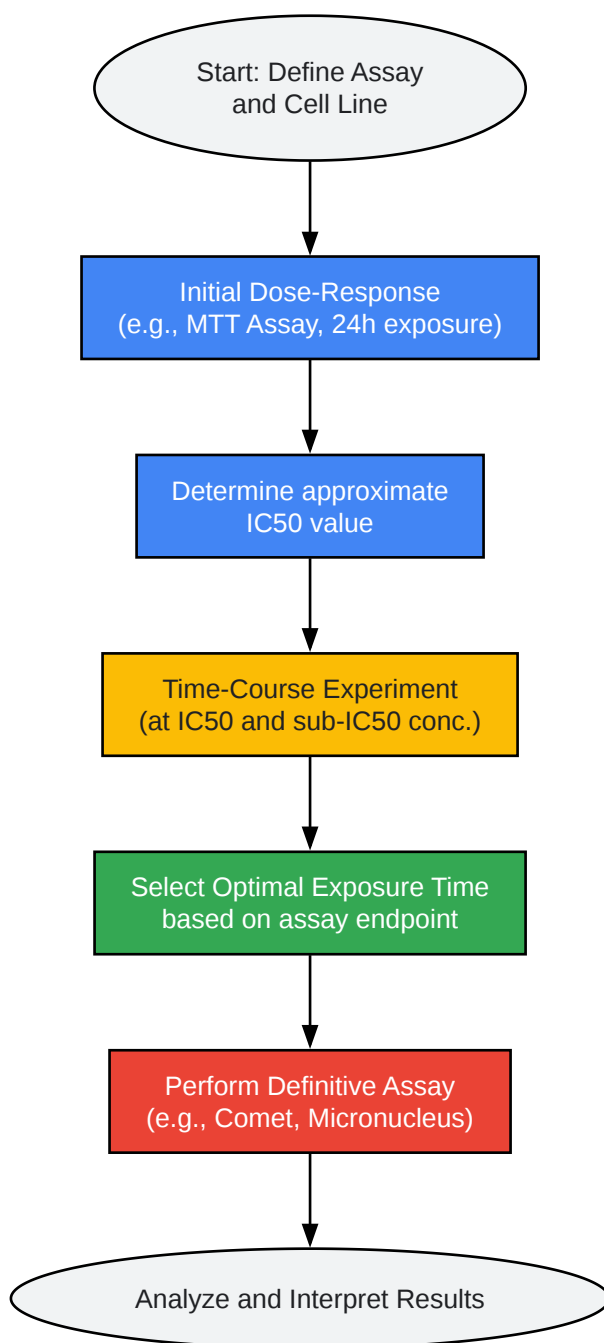 Start: Define Assay
and Cell Line
Initial Dose-Response
(e.g., MTT Assay, 24h exposure)
Determine approximate
IC50 value
Time-Course Experiment
(at IC50 and sub-IC50 conc.)
Select Optimal Exposure Time
based on assay endpoint
Perform Definitive Assay
(e.g., Comet, Micronucleus)
Analyze and Interpret Results